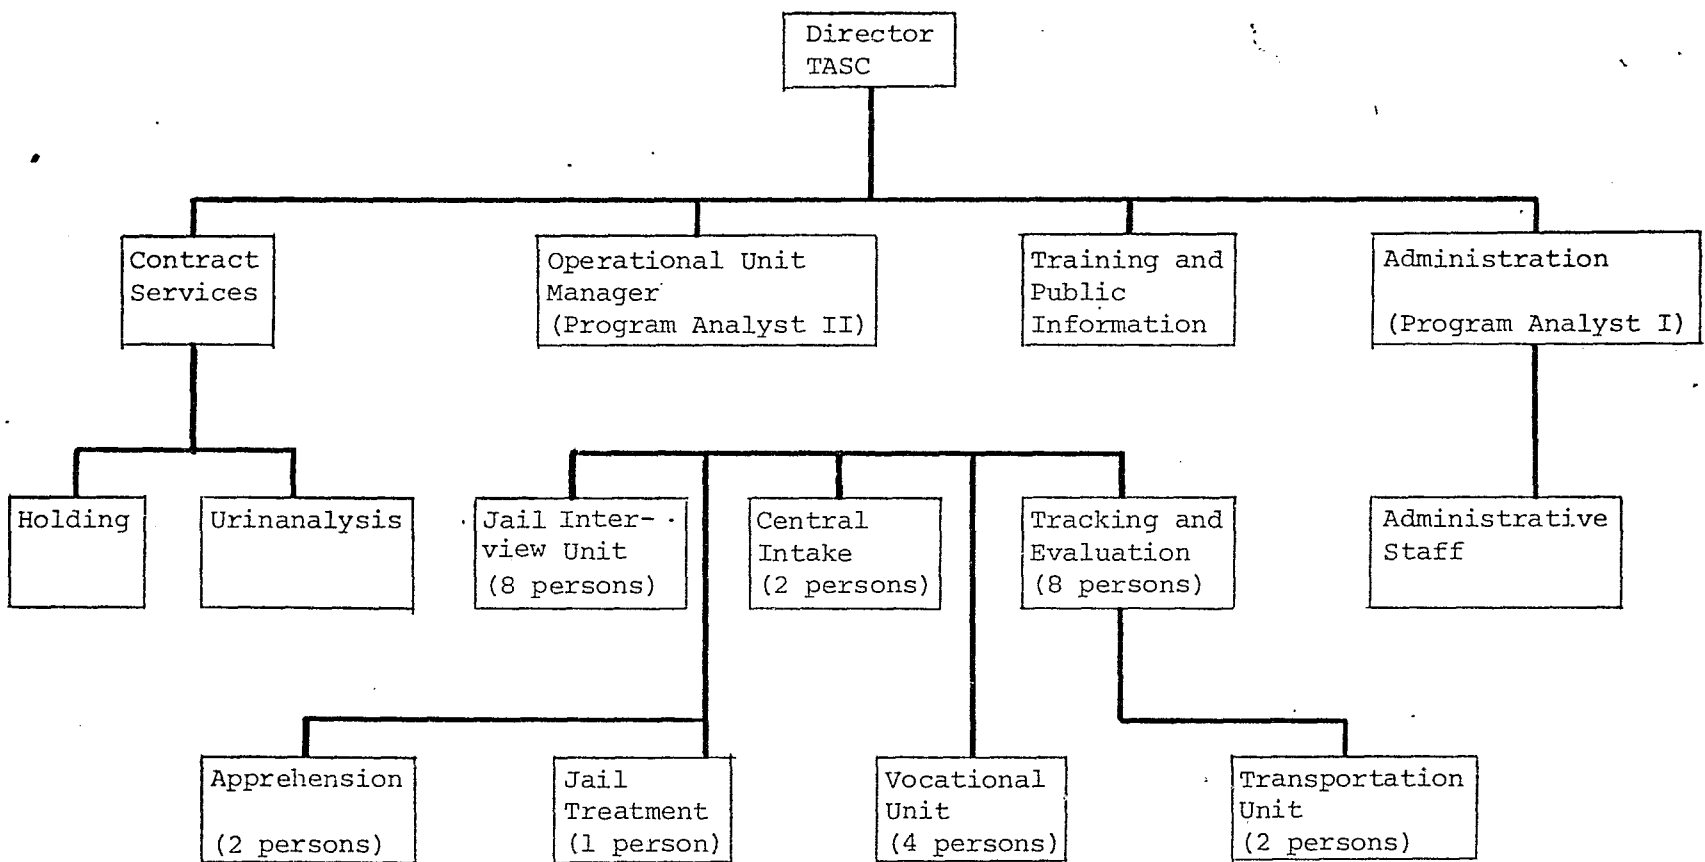 Director
TASC
Contract
Services
Operational Unit
Manager
(Program Analyst II)
Training and
Public
Information
Administration
(Program Analyst I)
Holding
Urinanalysis
Jail Inter-
view Unit
(8 persons)
Central
Intake
(2 persons)
Tracking and
Evaluation
(8 persons)
Administrative
Staff
Apprehension
(2 persons)
Jail
Treatment
(1 person)
Vocational
Unit
(4 persons)
Transportation
Unit
(2 persons)